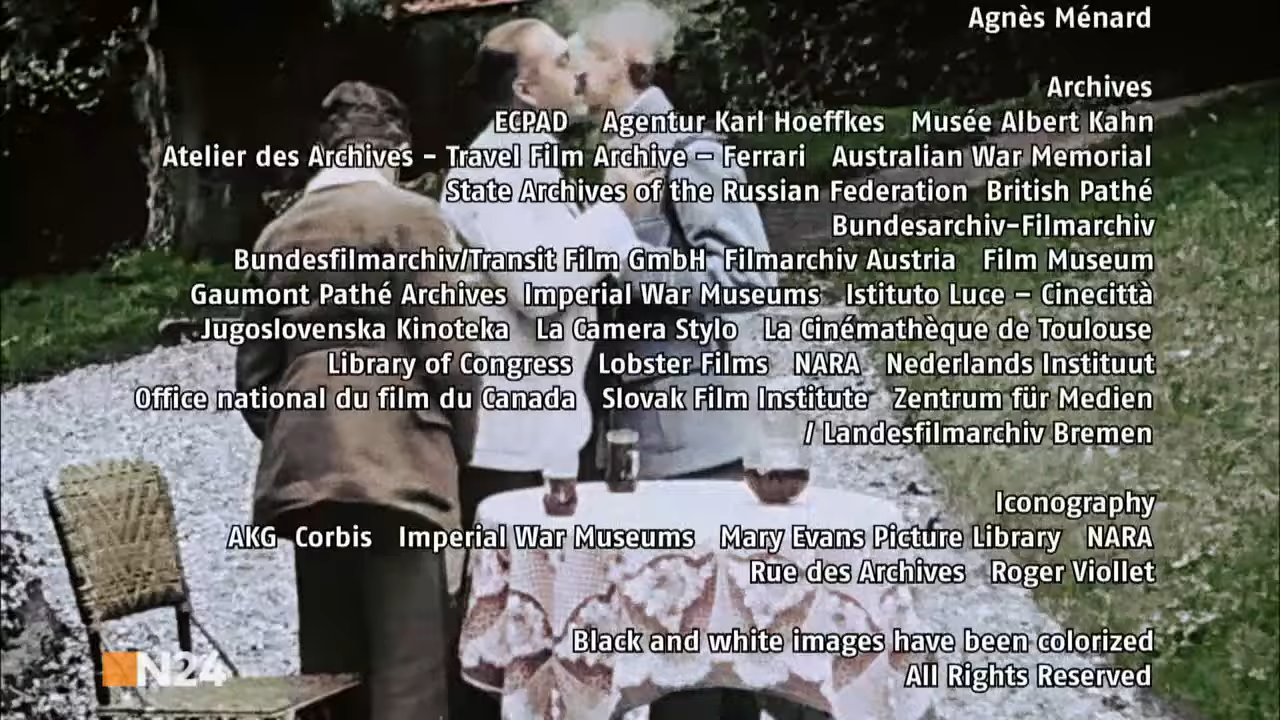 Agnès Ménard
Archives
ECPAD Agentur Karl Hoeffkes Musée Albert Kahn
Atelier des Archives – Travel Film Archive – Ferrari Australian War Memorial
State Archives of the Russian Federation British Pathé
Bundesarchiv-Filmarchiv
Bundesfilmarchiv/Transit Film GmbH Filmarchiv Austria Film Museum
Gaumont Pathé Archives Imperial War Museums Istituto Luce – Cinecittà
Jugoslovenska Kinoteka La Camera Stylo La Cinémathèque de Toulouse
Library of Congress Lobster Films NARA Nederlands Instituut
Office national du film du Canada Slovak Film Institute Zentrum für Medien
/ Landesfilmarchiv Bremen
Iconography
AKG Corbis Imperial War Museums Mary Evans Picture Library NARA
Rue des Archives Roger Viollet
Black and white images have been colorized
All Rights Reserved
N24